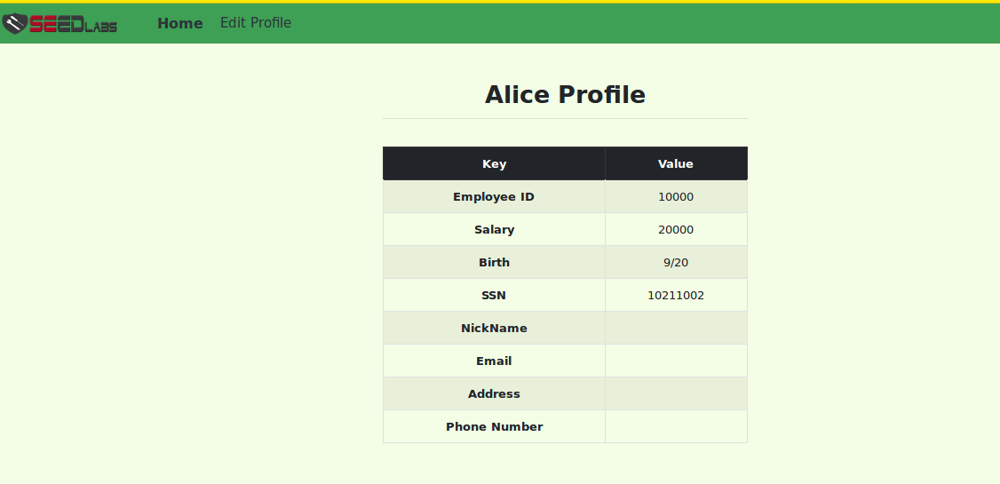 SEEDLABS Home Edit Profile
Alice Profile
Key Value
Employee ID 10000
Salary 20000
Birth 9/20
SSN 10211002
NickName
Email
Address
Phone Number